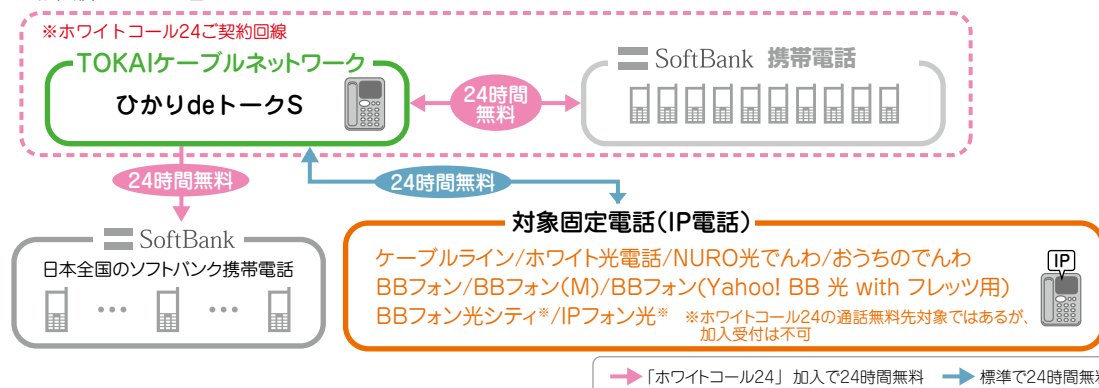 ※ホワイトコール24ご契約回線
TOKAIケーブルネットワーク
ひかりdeトークS
24時間
無料
SoftBank 携帯電話
24時間無料
24時間無料
SoftBank
日本全国のソフトバンク携帯電話
… …
対象固定電話(IP電話)
ケーブルライン/ホワイト光電話/NURO光でんわ/おうちのでんわ
BBフォン/BBフォン(M)/BBフォン(Yahoo! BB 光 with フレッツ用)
BBフォン光シティ※/IPフォン光※ ※ホワイトコール24の通話無料先対象ではあるが、
加入受付は不可
IP
「ホワイトコール24」加入で24時間無料 標準で24時間無料